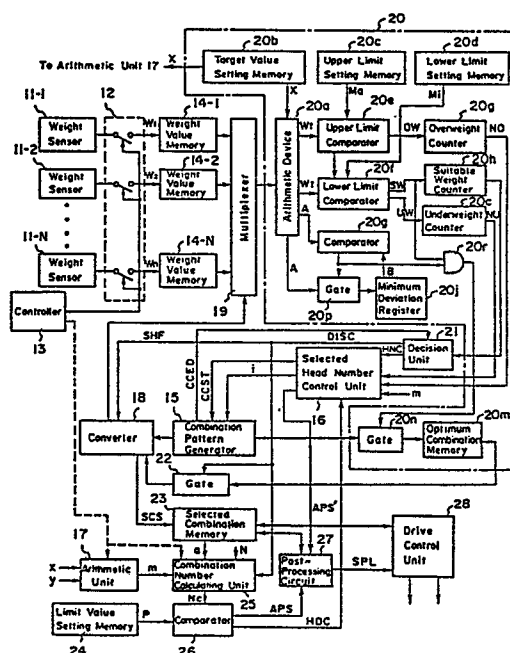 20
20b
20c
20d
To Arithmetic Unit 17
X
Target Value
Setting Memory
Upper Limit
Setting Memory
Lower Limit
Setting Memory
11-1
12
14-1
20a
X
Ma
20e
Mi
20g
Weight
Sensor
W1
Weight
Value
Memory
Arithmetic Device
Wt
Upper Limit
Comparator
OW
Overweight
Counter
NO
11-2
14-2
20f
20h
Weight
Sensor
W2
Weight
Value
Memory
Multiplexer
Wt
Lower Limit
Comparator
SW
UW
Suitable
Weight Counter
Underweight
Counter
NU
A
Comparator
20r
11-N
14-N
Weight
Sensor
Wn
Weight
Value
Memory
A
Gate
20p
B
Minimum
Deviation
Register
20j
Controller
13
19
SHF
DISC
21
CCED
CCST
i
HNC
Decision
Unit
Selected
Head Number
Control Unit
16
m
18
15
Converter
Combination
Pattern
Generator
20n
Gate
20m
Optimum
Combination
Memory
22
Gate
23
SCS
Selected
Combination
Memory
APS'
28
17
a
N
27
Drive
Control
Unit
x
y
Arithmetic
Unit
m
Combination
Number
Calculating Unit
25
Post-
Processing
Circuit
SPL
Nc
Limit Value
Setting Memory
24
P
Comparator
26
APS
HDC